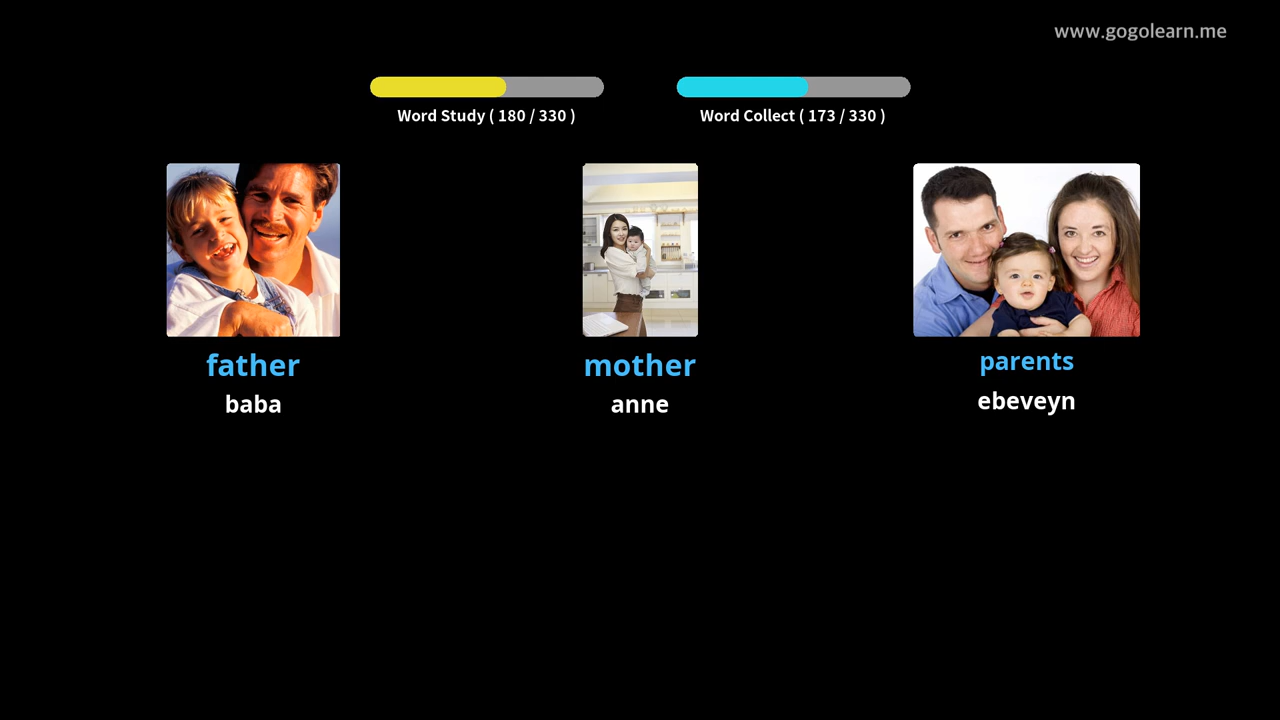 www.gogolearn.me
Word Study ( 180 / 330 )
Word Collect ( 173 / 330 )
father
baba
mother
anne
parents
ebeveyn